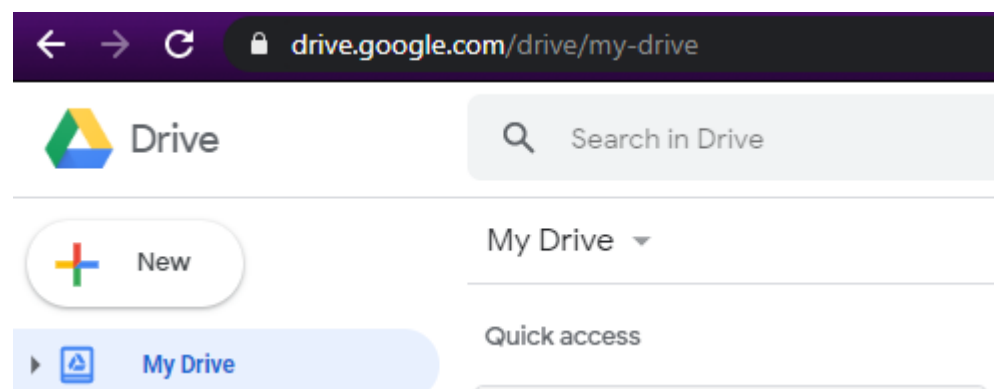 drive.google.com/drive/my-drive
Drive
Search in Drive
New
My Drive
My Drive
Quick access